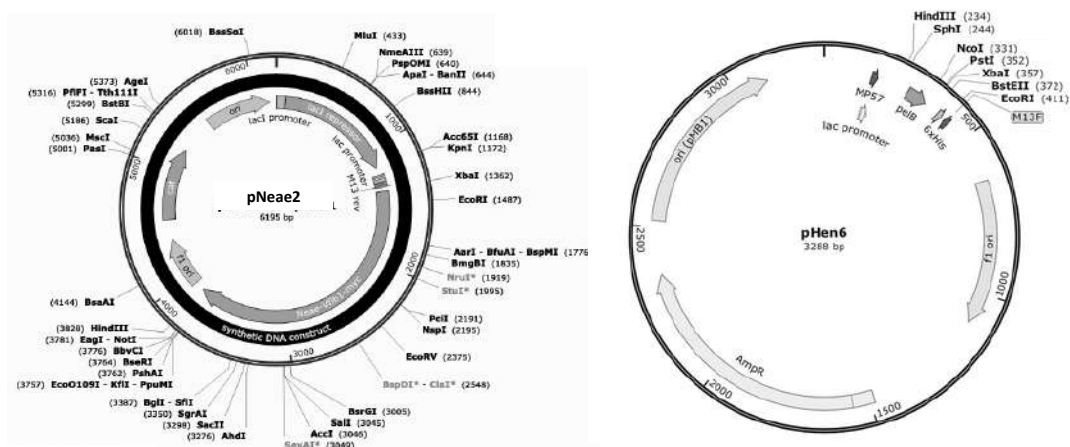 BssSαI (6018)
MluI (433)
NmeAIII (639)
PspOMI (640)
ApaI - BanII (644)
BssHII (844)
Acc65I (1168)
KpnI (1172)
XbaI (1362)
EcoRI (1487)
AarI - BfuAI - BspMI (1776
BmgBI (1835)
NruI* (1919)
StuI* (1995)
PciI (2191)
NspI (2195)
EcoRV (2375)
BspDI* - ClaI* (2548)
BsrGI (3005)
SalI (3045)
AccI (3046)
SexAI* (3049)
(3276) AhdI
(3298) SacII
(3350) SgrAI
(3387) BglI - SfiI
(3757) EcoO109I - KflI - PpuMI
(3762) PshAI
(3764) BseRI
(3776) BbvCI
(3781) EagI - NotI
(3828) HindIII
(4144) BsaAI
(5001) PasI
(5036) MscI
(5186) ScaI
(5299) BstBI
(5316) PflFI - Tth111I
(5373) AgeI
6000
1000
2000
3000
4000
5000
ori
lacI promoter
lacI repressor
lac promoter
M13 rev
Neae-VHH1-myc
f1 ori
cat
synthetic DNA construct
pNeae2
6195 bp
HindIII (234)
SphI (244)
NcoI (331)
PstI (352)
XbaI (357)
BstEII (372)
EcoRI (411)
M13F
MP57
lac promoter
pelB
6xHIS
500
1000
1500
2000
2500
3000
ori (pMB1)
f1 ori
AmpR
pHen6
3288 bp